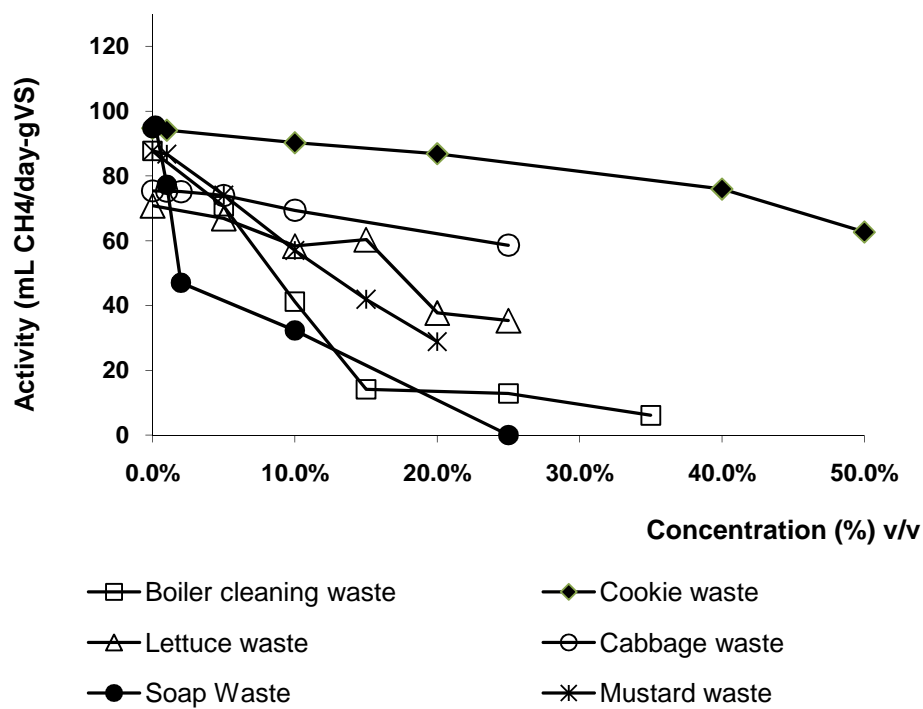 120
100
80
60
40
20
0
Activity (mL CH4/day-gVS)
0.0% 10.0% 20.0% 30.0% 40.0% 50.0%
Concentration (%) v/v
Boiler cleaning waste Cookie waste
Lettuce waste Cabbage waste
Soap Waste Mustard waste